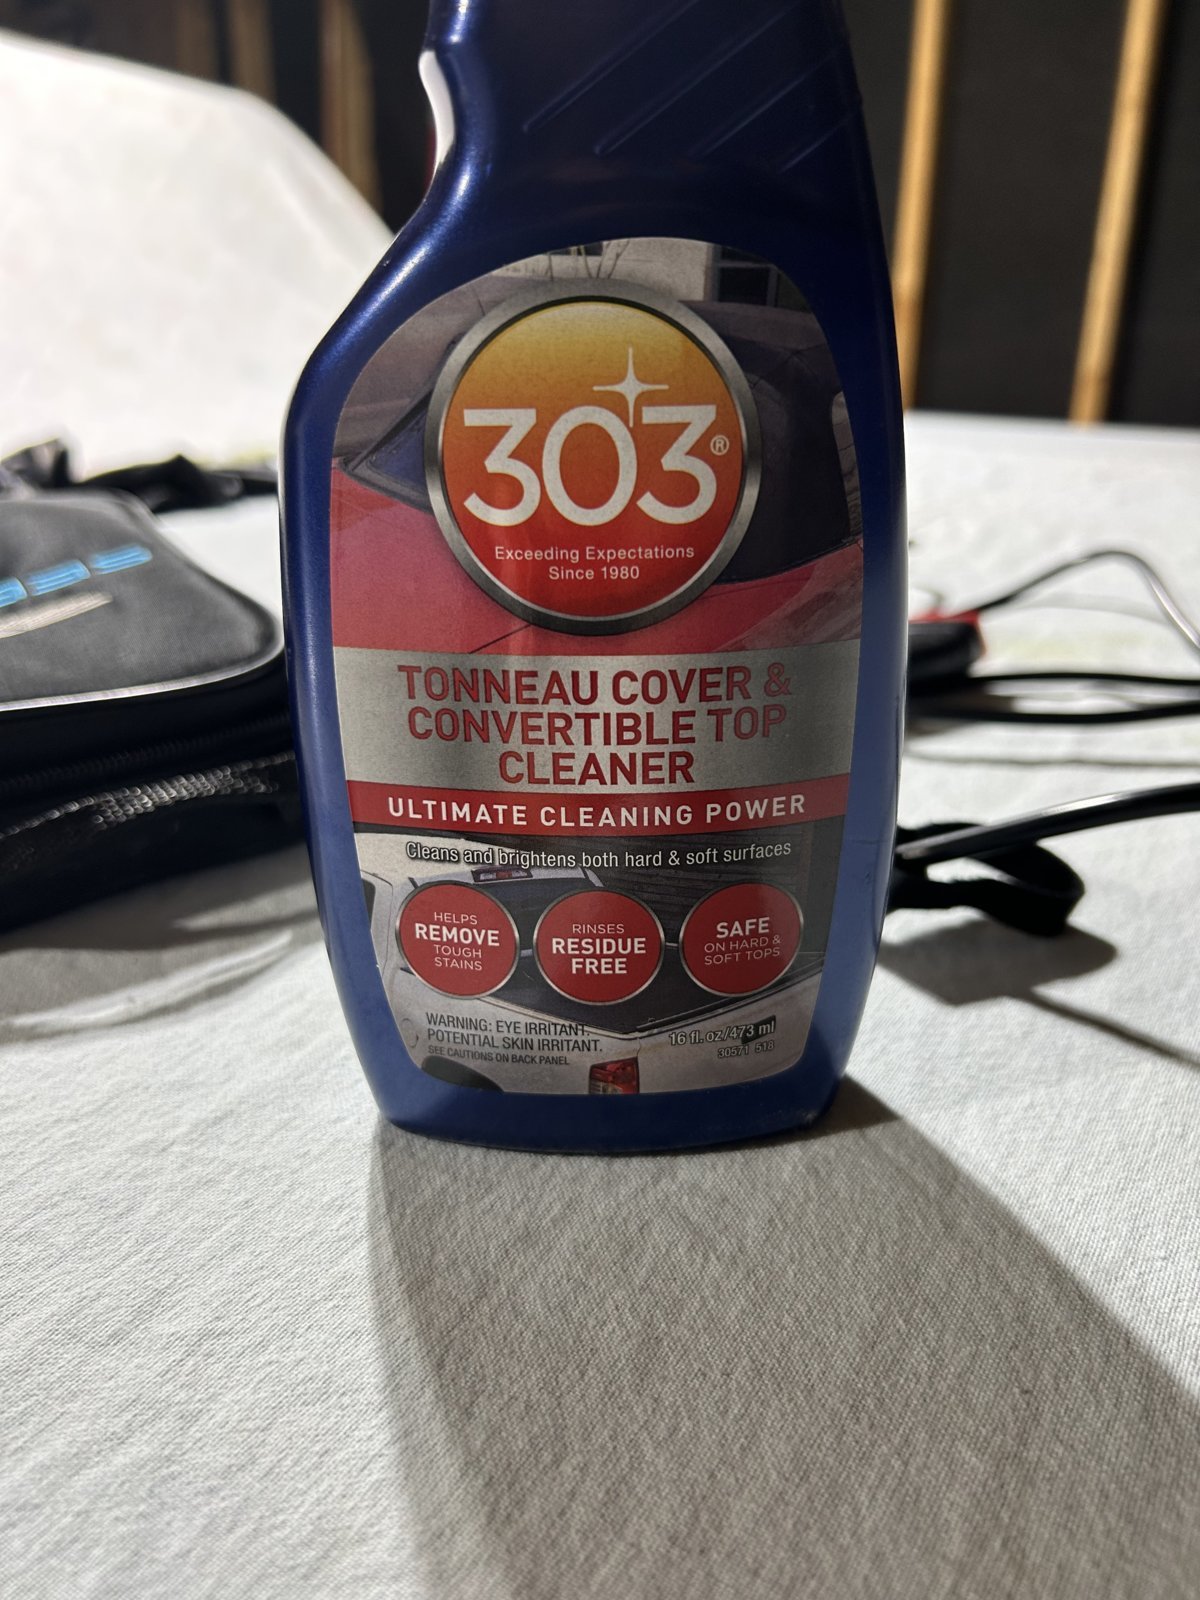 303®
Exceeding Expectations
Since 1980
TONNEAU COVER &
CONVERTIBLE TOP
CLEANER
ULTIMATE CLEANING POWER
Cleans and brightens both hard & soft surfaces
HELPS
REMOVE
TOUGH
STAINS
RINSES
RESIDUE
FREE
SAFE
ON HARD &
SOFT TOPS
WARNING: EYE IRRITANT.
POTENTIAL SKIN IRRITANT.
SEE CAUTIONS ON BACK PANEL
16 fl. oz/473 ml
30571 518